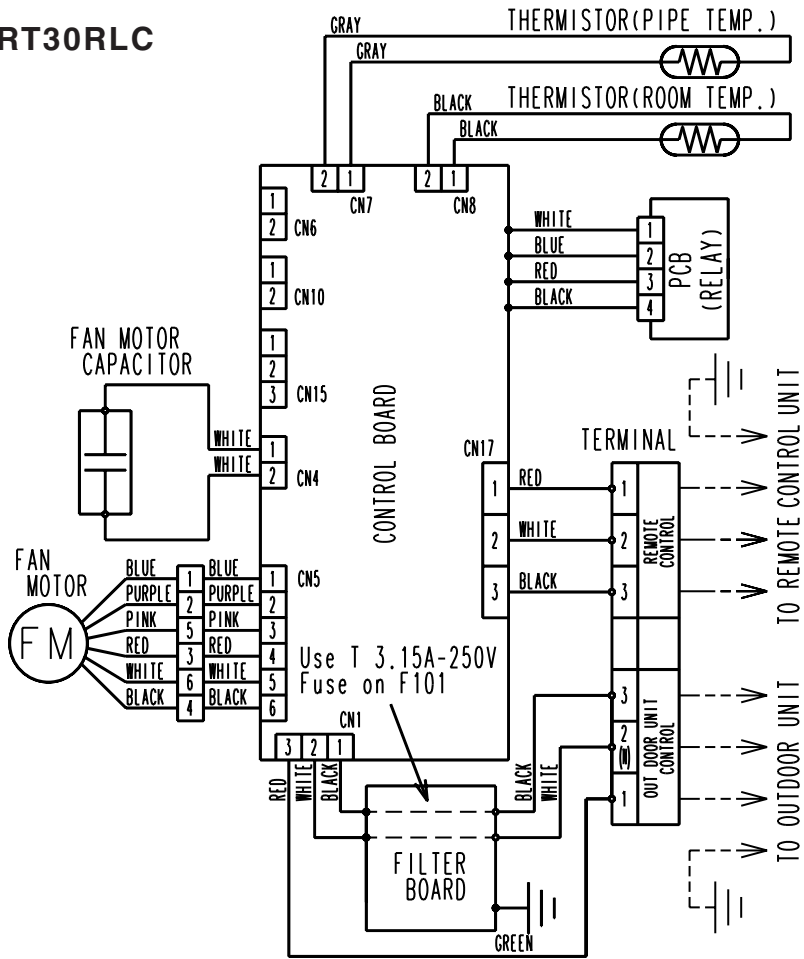 RT30RLC
GRAY
THERMISTOR(PIPE TEMP.)
GRAY
BLACK
THERMISTOR(ROOM TEMP.)
BLACK
2 1
CN7
2 1
CN8
1
2
CN6
1
2
CN10
1
2
3
CN15
WHITE
BLUE
RED
BLACK
1
2
3
4
PCB
(RELAY)
FAN MOTOR
CAPACITOR
WHITE
WHITE
1
2
CN4
CONTROL BOARD
CN17
1
2
3
RED
WHITE
BLACK
TERMINAL
1
2
3
REMOTE
CONTROL
TO REMOTE CONTROL UNIT
FAN
MOTOR
FM
BLUE 1 BLUE 1
PURPLE 2 PURPLE 2
PINK 5 PINK 3
RED 3 RED 4
WHITE 6 WHITE 5
BLACK 4 BLACK 6
CN5
Use T 3.15A-250V
Fuse on F101
CN1
3 2 1
RED
WHITE
BLACK
BLACK
WHITE
3
2
(N)
1
OUT DOOR UNIT
CONTROL
TO OUTDOOR UNIT
FILTER
BOARD
GREEN